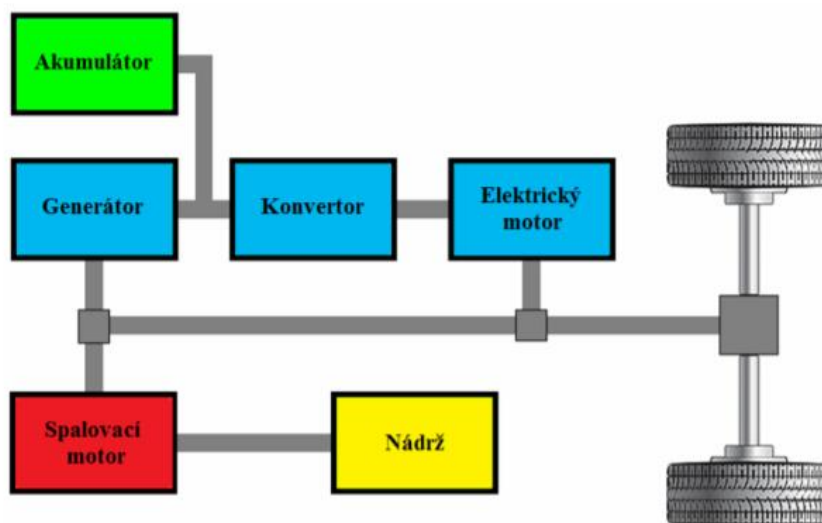 Akumulátor
Generátor
Konvertor
Elektrický
motor
Spalovací
motor
Nádrž